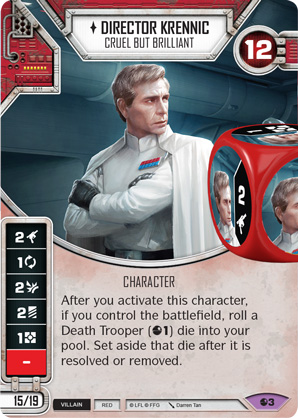 DIRECTOR KRENNIC
CRUEL BUT BRILLIANT
12
2
1
2
2
1
–
CHARACTER
After you activate this character,
if you control the battlefield, roll a
Death Trooper (3 1) die into your
pool. Set aside that die after it is
resolved or removed.
15/19
VILLAIN
RED
© LFL © FFG
Darren Tan
3